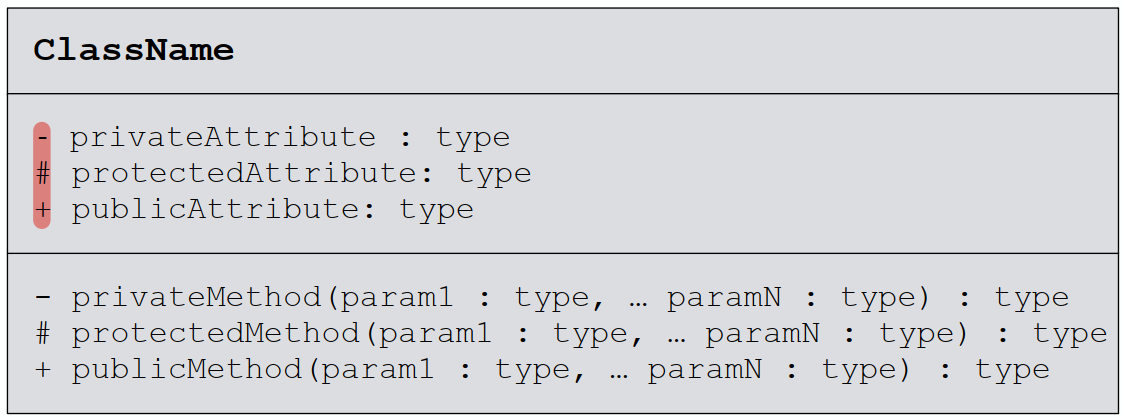 ClassName
- privateAttribute : type
# protectedAttribute: type
+ publicAttribute: type
- privateMethod(param1 : type, … paramN : type) : type
# protectedMethod(param1 : type, … paramN : type) : type
+ publicMethod(param1 : type, … paramN : type) : type